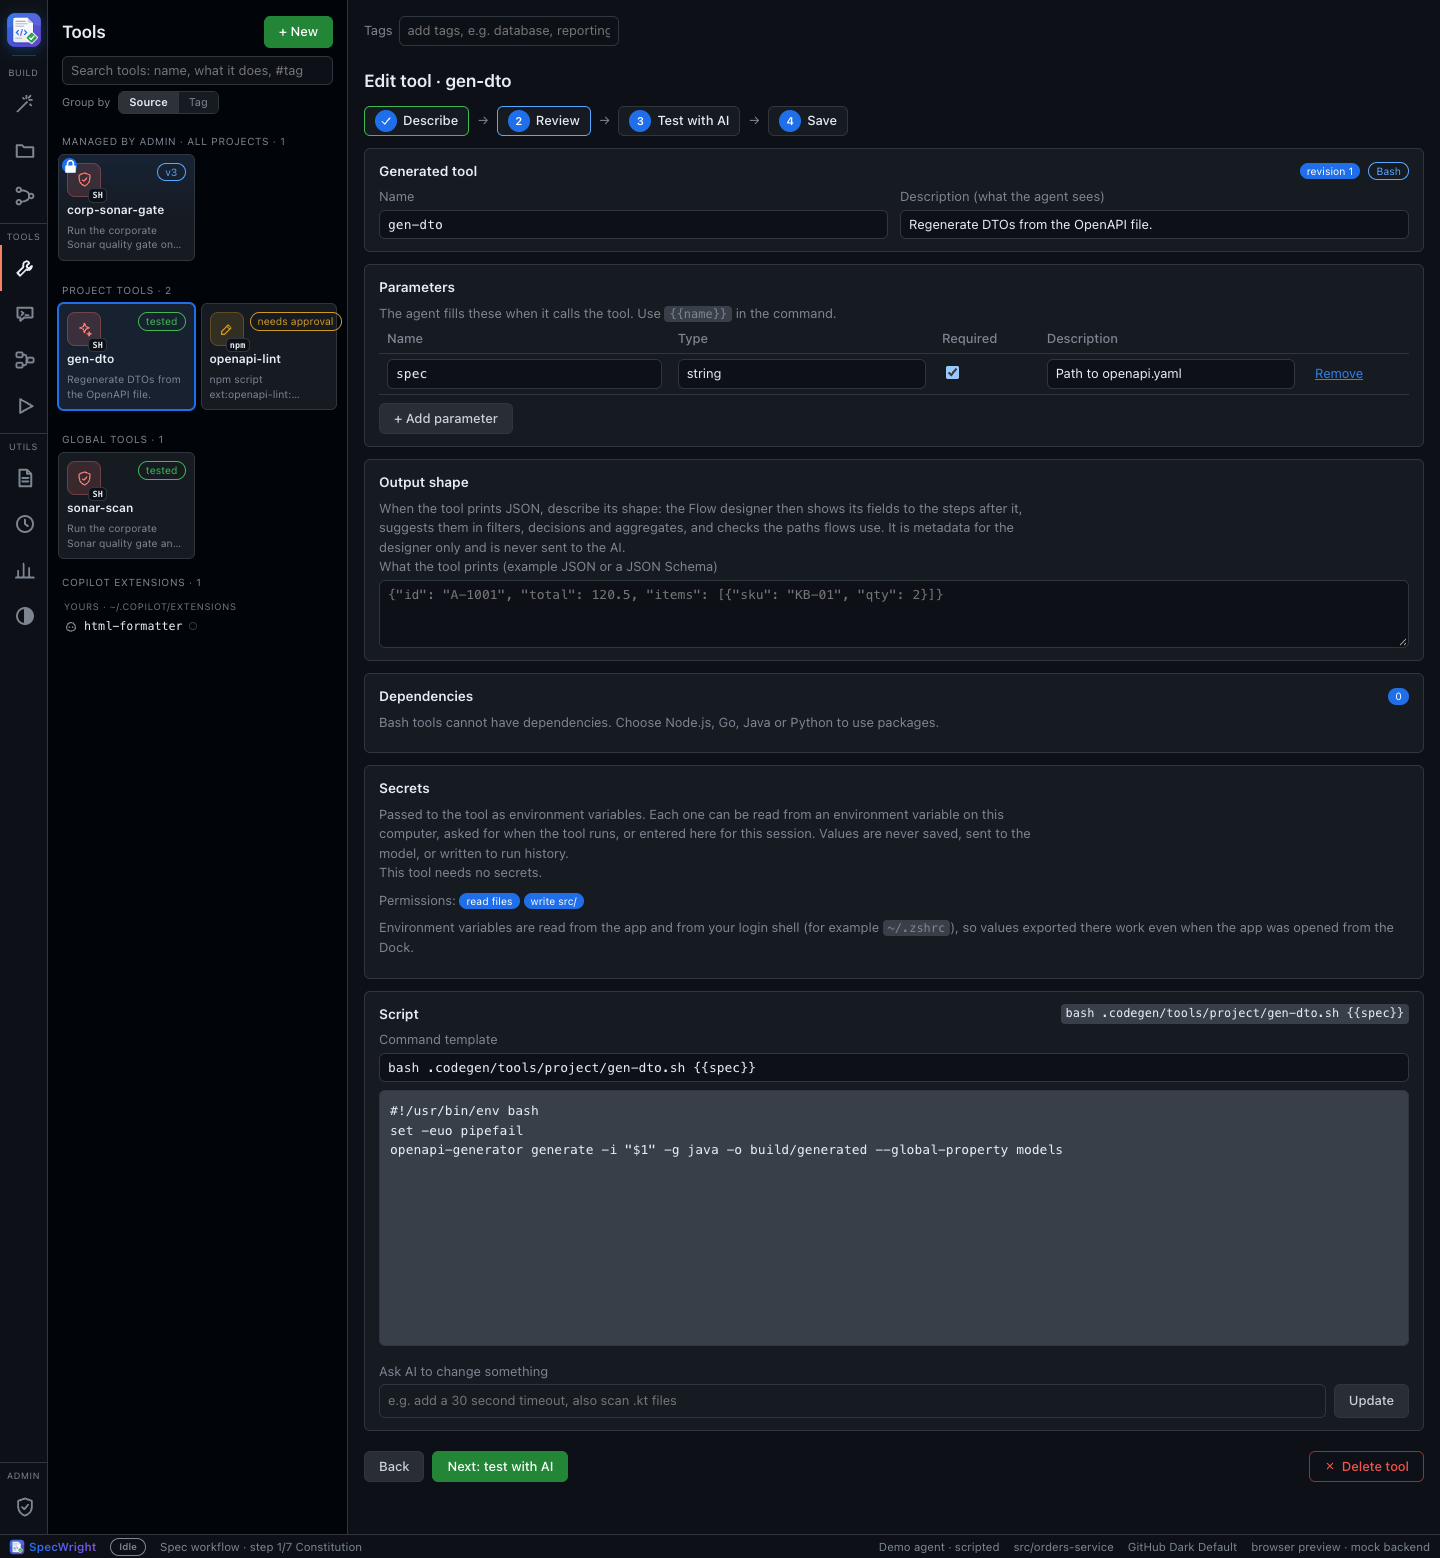 BUILD
TOOLS
UTILS
ADMIN
Tools
+ New
Search tools: name, what it does, #tag
Group by
Source
Tag
MANAGED BY ADMIN · ALL PROJECTS · 1
v3
SH
corp-sonar-gate
Run the corporate
Sonar quality gate on...
PROJECT TOOLS · 2
tested
SH
gen-dto
Regenerate DTOs from
the OpenAPI file.
needs approval
npm
openapi-lint
npm script
ext:openapi-lint:...
GLOBAL TOOLS · 1
tested
SH
sonar-scan
Run the corporate
Sonar quality gate an...
COPILOT EXTENSIONS · 1
YOURS · ~/.COPILOT/EXTENSIONS
html-formatter
Tags
add tags, e.g. database, reporting
Edit tool · gen-dto
Describe → 2 Review → 3 Test with AI → 4 Save
Generated tool
revision 1
Bash
Name
Description (what the agent sees)
gen-dto
Regenerate DTOs from the OpenAPI file.
Parameters
The agent fills these when it calls the tool. Use {{name}} in the command.
Name Type Required Description
spec string Path to openapi.yaml Remove
+ Add parameter
Output shape
When the tool prints JSON, describe its shape: the Flow designer then shows its fields to the steps after it,
suggests them in filters, decisions and aggregates, and checks the paths flows use. It is metadata for the
designer only and is never sent to the AI.
What the tool prints (example JSON or a JSON Schema)
{"id": "A-1001", "total": 120.5, "items": [{"sku": "KB-01", "qty": 2}]}
Dependencies
0
Bash tools cannot have dependencies. Choose Node.js, Go, Java or Python to use packages.
Secrets
Passed to the tool as environment variables. Each one can be read from an environment variable on this
computer, asked for when the tool runs, or entered here for this session. Values are never saved, sent to the
model, or written to run history.
This tool needs no secrets.
Permissions: read files write src/
Environment variables are read from the app and from your login shell (for example ~/.zshrc), so values exported there work even when the app was opened from the
Dock.
Script
bash .codegen/tools/project/gen-dto.sh {{spec}}
Command template
bash .codegen/tools/project/gen-dto.sh {{spec}}
#!/usr/bin/env bash
set -euo pipefail
openapi-generator generate -i "$1" -g java -o build/generated --global-property models
Ask AI to change something
e.g. add a 30 second timeout, also scan .kt files
Update
Back
Next: test with AI
× Delete tool
SpecWright
Idle
Spec workflow · step 1/7 Constitution
Demo agent · scripted
src/orders-service
GitHub Dark Default
browser preview · mock backend